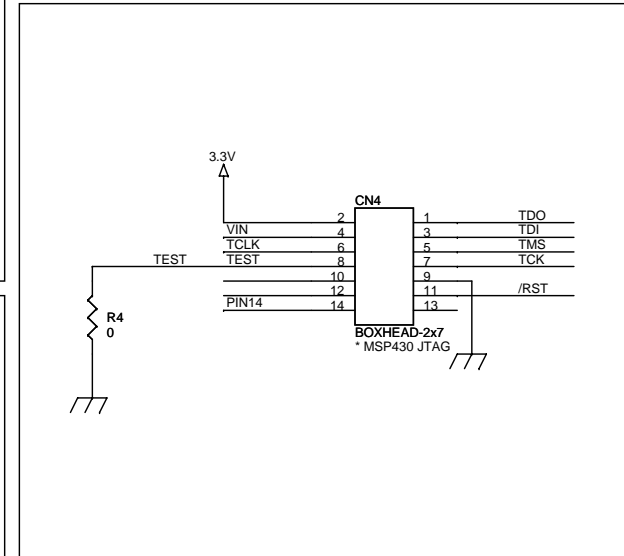 3.3V
CN4
2 1 TDO
VIN 4 3 TDI
TCLK 6 5 TMS
TEST TEST 8 7 TCK
10 9
12 11 /RST
PIN14 14 13
R4
0
BOXHEAD-2x7
* MSP430 JTAG